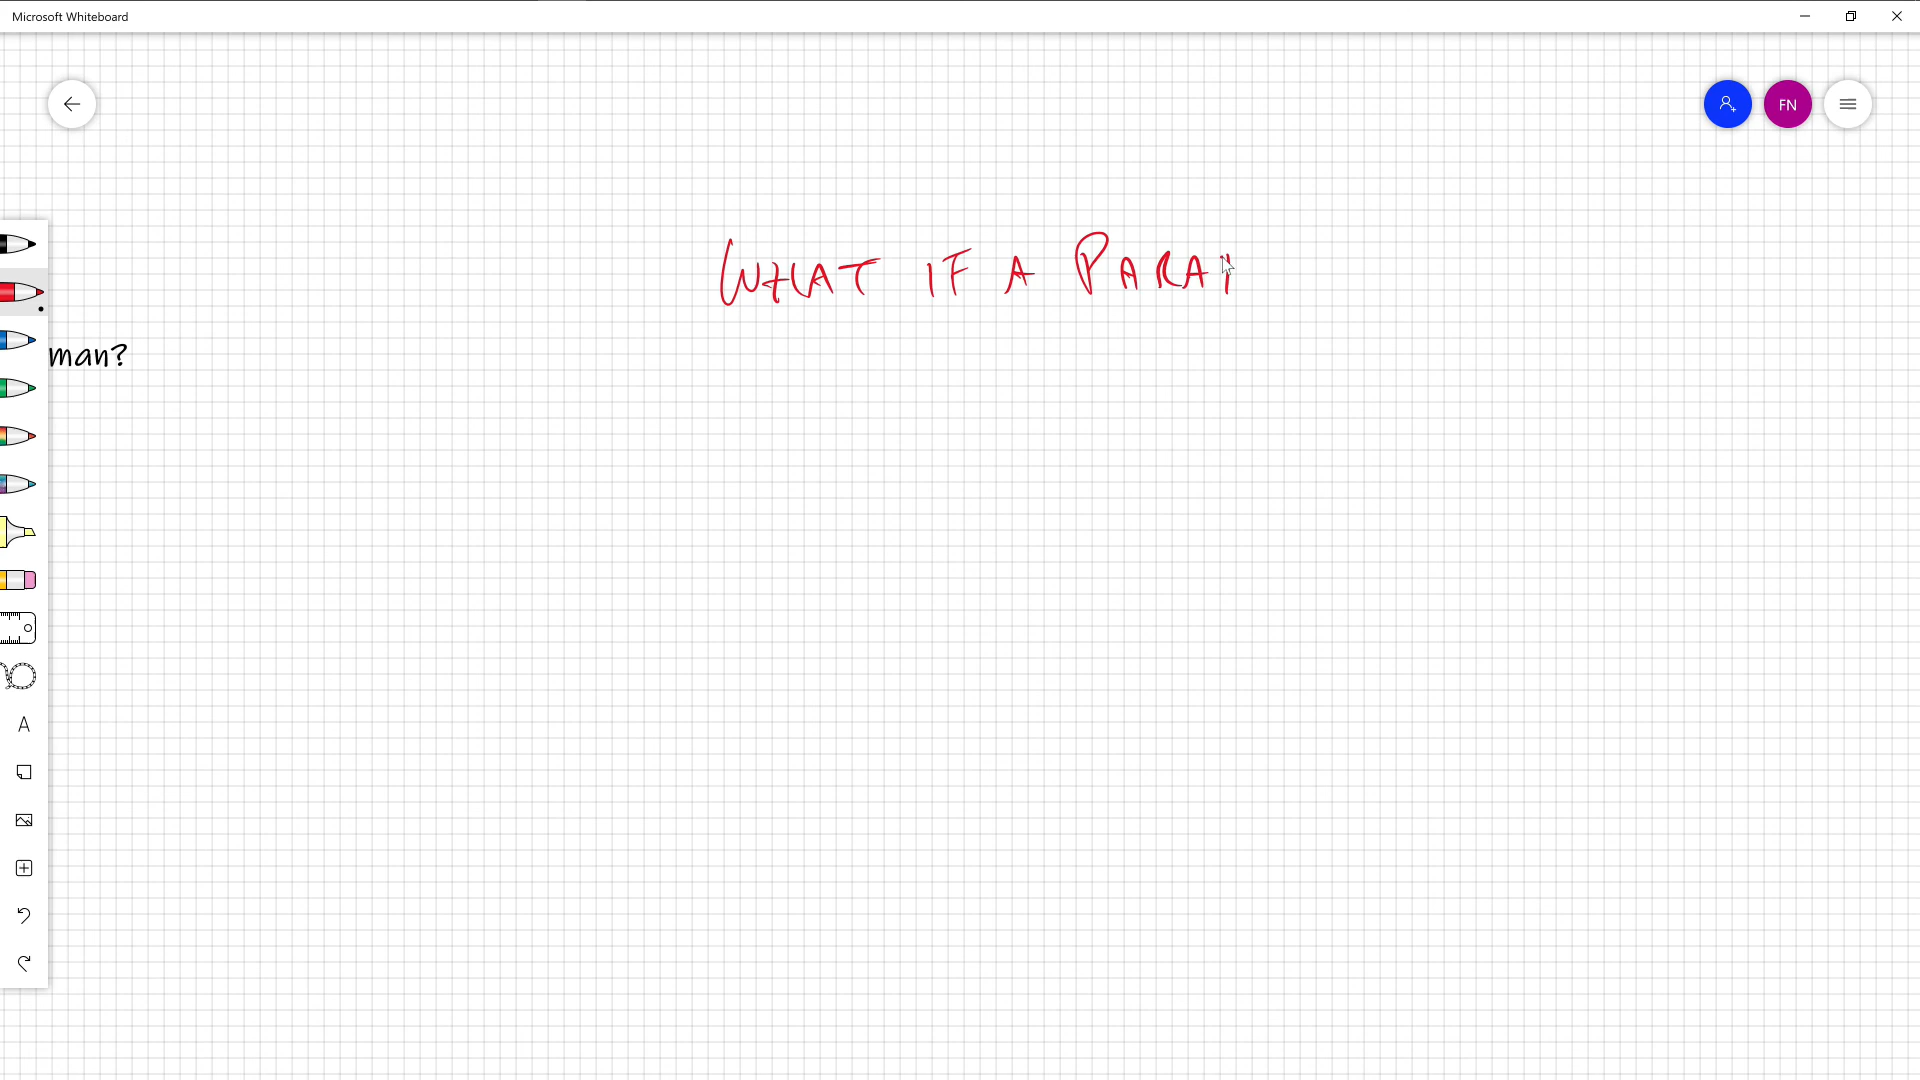 Microsoft Whiteboard
FN
WHAT IF A PARA
man?
A